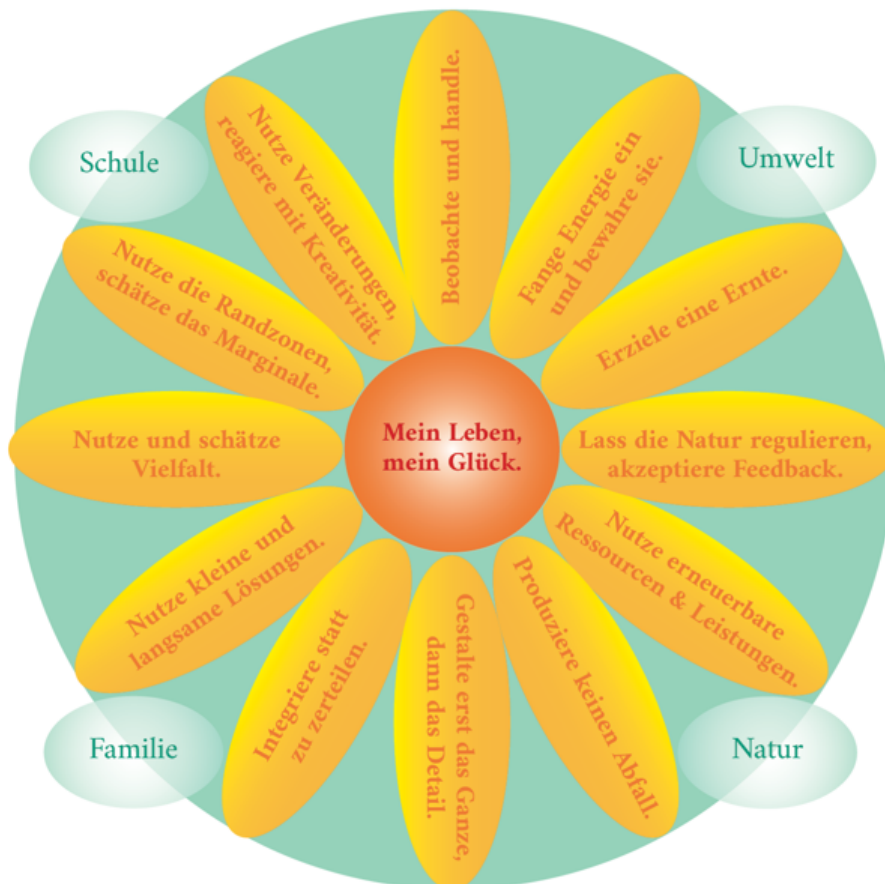 Beobachte und handle.
Fange Energie ein
und bewahre sie.
Erziele eine Ernte.
Lass die Natur regulieren,
akzeptiere Feedback.
Nutze erneuerbare
Ressourcen & Leistungen.
Produziere keinen Abfall.
Gestalte erst das Ganze,
dann das Detail.
Integriere statt
zu zerteilen.
Nutze kleine und
langsame Lösungen.
Nutze und schätze
Vielfalt.
Nutze die Randzonen,
schätze das Marginale.
Nutze Veränderungen,
reagiere mit Kreativität.
Mein Leben,
mein Glück.
Schule
Umwelt
Familie
Natur